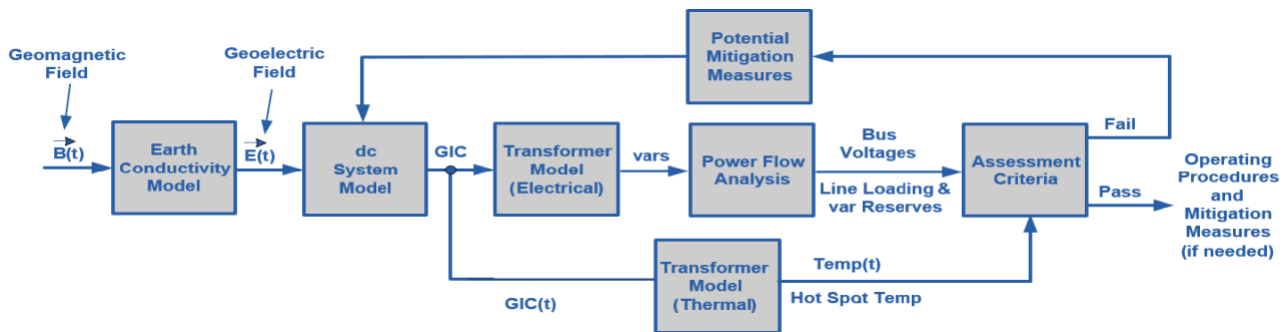 Geomagnetic
Field
B(t)
Earth
Conductivity
Model
Geoelectric
Field
E(t)
dc
System
Model
GIC
Transformer
Model
(Electrical)
vars
Power Flow
Analysis
Bus
Voltages
Line Loading &
var Reserves
Assessment
Criteria
Fail
Potential
Mitigation
Measures
Pass
Operating
Procedures
and
Mitigation
Measures
(if needed)
GIC(t)
Transformer
Model
(Thermal)
Temp(t)
Hot Spot Temp